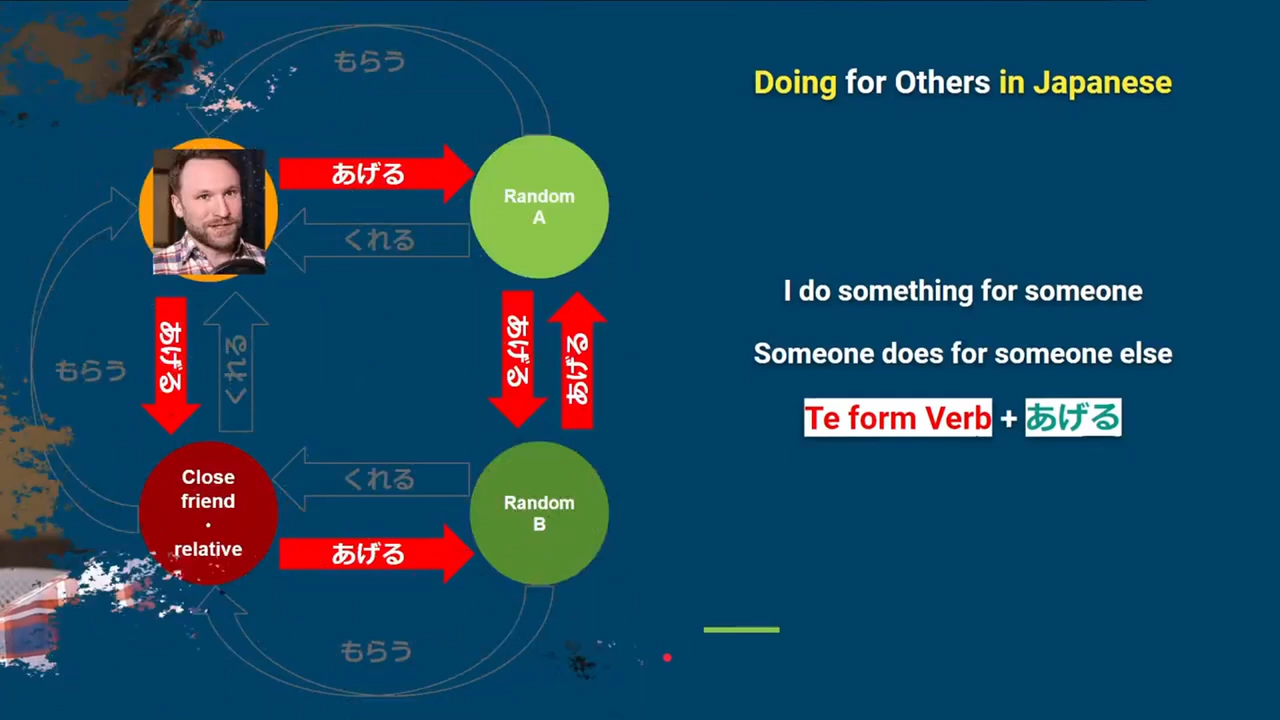 Doing for Others in Japanese
もらう
あげる
Random
A
くれる
あげる
くれる
もらう
あげる
あげる
I do something for someone
Someone does for someone else
Te form Verb + あげる
Close
friend
・
relative
くれる
Random
B
あげる
もらう